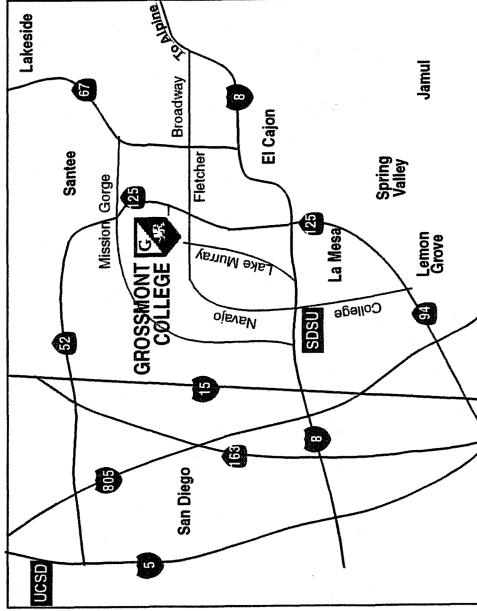 Lakeside
To Alpine
67
Broadway
8
Santee
Mission Gorge
125
Fletcher
El Cajon
Jamul
G
GROSSMONT
COLLEGE
Lake Murray
125
La Mesa
Spring
Valley
Lemon
Grove
52
Navajo
SDSU
College
94
15
805
163
8
San Diego
UCSD
5